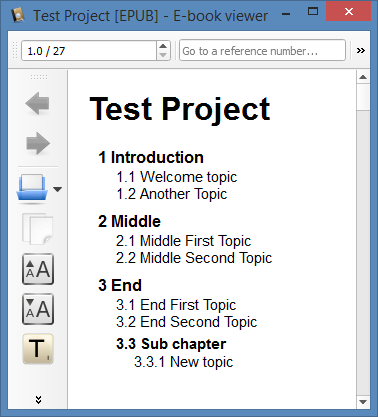 Test Project [EPUB] - E-book viewer
1.0 / 27
Go to a reference number...
Test Project
1 Introduction
1.1 Welcome topic
1.2 Another Topic
2 Middle
2.1 Middle First Topic
2.2 Middle Second Topic
3 End
3.1 End First Topic
3.2 End Second Topic
3.3 Sub chapter
3.3.1 New topic
A A
A A
T